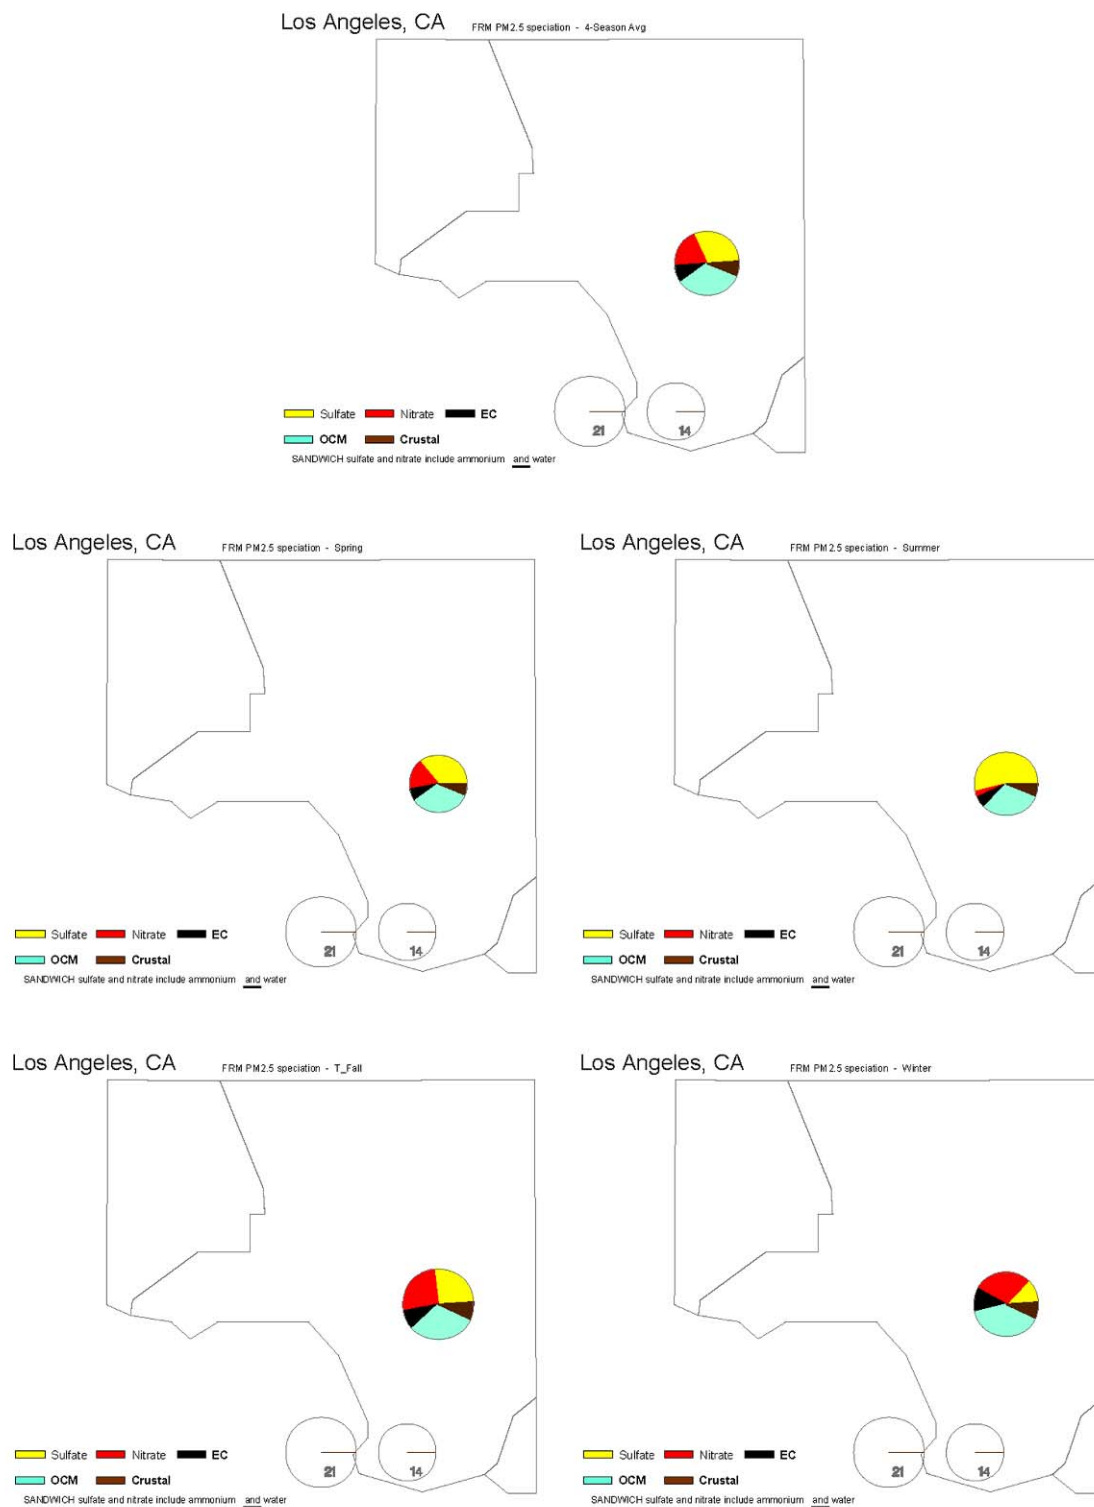 Los Angeles, CA FRM PM2.5 speciation - 4-Season Avg
Sulfate Nitrate EC
21 14
OCM Crustal
SANDWICH sulfate and nitrate include ammonium and water
Los Angeles, CA FRM PM2.5 speciation - Spring
Sulfate Nitrate EC
21 14
OCM Crustal
SANDWICH sulfate and nitrate include ammonium and water
Los Angeles, CA FRM PM2.5 speciation - Summer
Sulfate Nitrate EC
21 14
OCM Crustal
SANDWICH sulfate and nitrate include ammonium and water
Los Angeles, CA FRM PM2.5 speciation - T_Fall
Sulfate Nitrate EC
21 14
OCM Crustal
SANDWICH sulfate and nitrate include ammonium and water
Los Angeles, CA FRM PM2.5 speciation - Winter
Sulfate Nitrate EC
21 14
OCM Crustal
SANDWICH sulfate and nitrate include ammonium and water